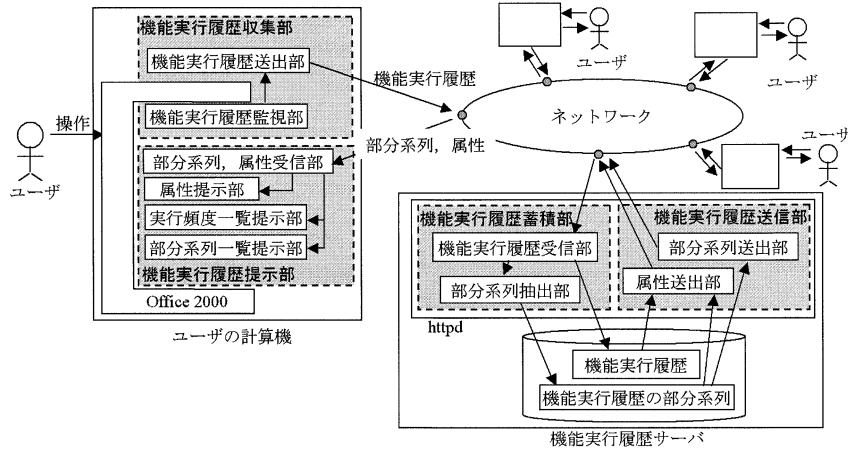 機能実行履歴収集部
機能実行履歴送出部
機能実行履歴監視部
操作
ユーザ
部分系列，属性受信部
属性提示部
実行頻度一覧提示部
部分系列一覧提示部
機能実行履歴提示部
Office 2000
ユーザの計算機
機能実行履歴
部分系列，属性
ネットワーク
ユーザ
ユーザ
ユーザ
機能実行履歴蓄積部
機能実行履歴受信部
部分系列抽出部
機能実行履歴送信部
部分系列送出部
属性送出部
httpd
機能実行履歴
機能実行履歴の部分系列
機能実行履歴サーバ